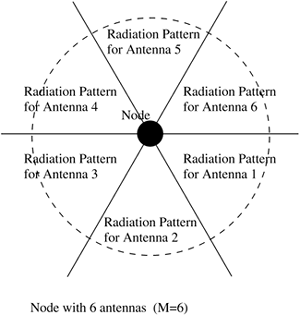 Radiation Pattern
for Antenna 5
Radiation Pattern
for Antenna 4
Radiation Pattern
for Antenna 6
Node
Radiation Pattern
for Antenna 3
Radiation Pattern
for Antenna 1
Radiation Pattern
for Antenna 2
Node with 6 antennas (M=6)